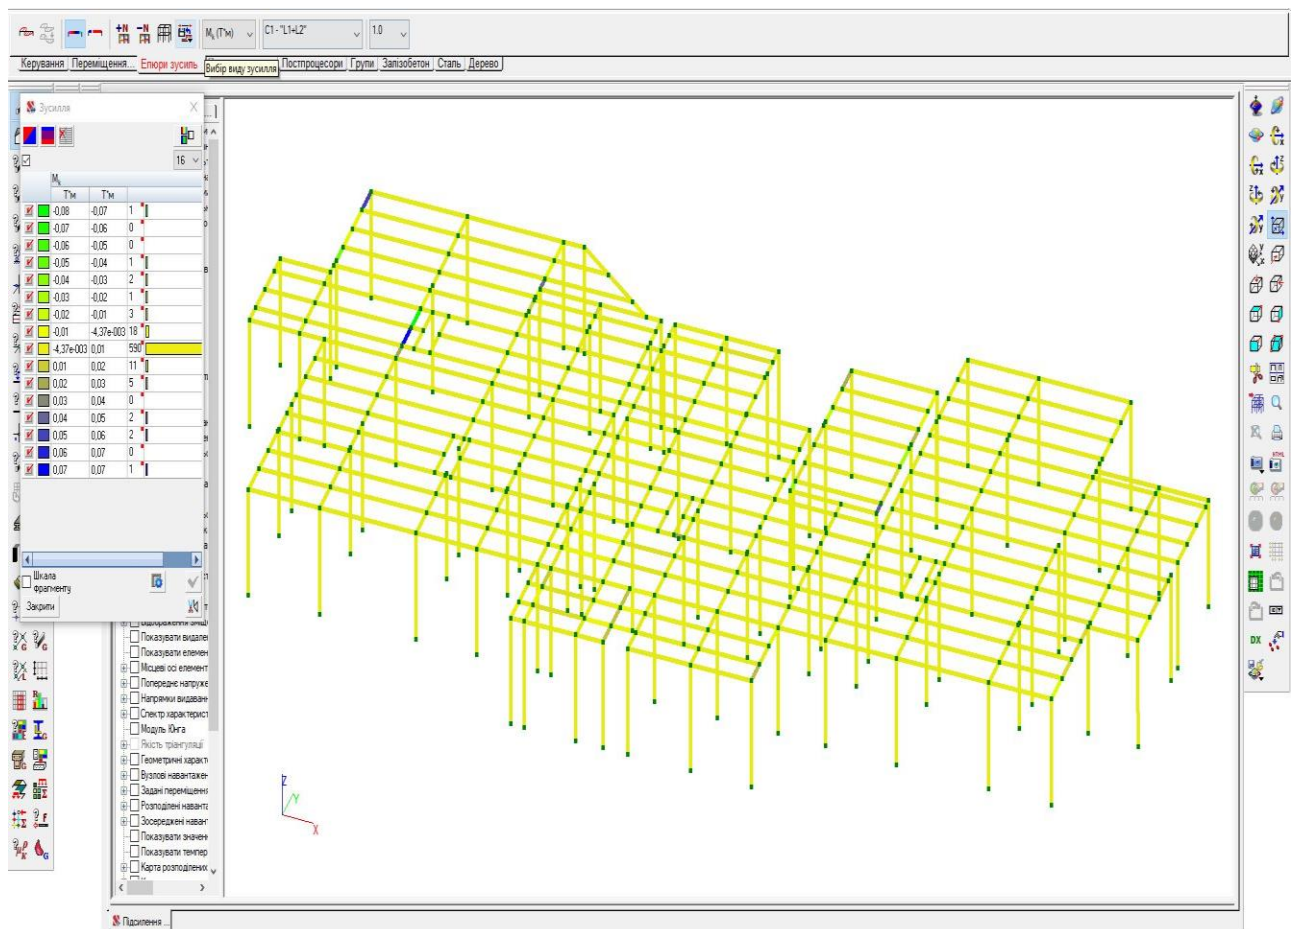 +N -N Mk (Т*м) C1 - "L1+L2" 1.0
Керування Переміщення... Епюри зусиль Постпроцесори Групи Залізобетон Сталь Дерево
Вибір виду зусилля
Зусилля
16
Mk
Т*м Т*м
-0,08 -0,07 1
-0,07 -0,06 0
-0,06 -0,05 0
-0,05 -0,04 1
-0,04 -0,03 2
-0,03 -0,02 1
-0,02 -0,01 3
-0,01 -4,37e-003 18
-4,37e-003 0,01 590
0,01 0,02 11
0,02 0,03 5
0,03 0,04 0
0,04 0,05 2
0,05 0,06 2
0,06 0,07 0
0,07 0,07 1
Шкала
фрагменту
Закрити
Показувати видале
Показувати елемен
Місцеві осі елемент
Попереднє напруже
Напрямки видаван
Спектр характерист
Модуль Юнга
Якість тріангуляції
Геометричні характ
Вузлові навантажен
Задані переміщення
Розподілені наванта
Зосереджені наван
Показувати значен
Показувати темпер
Карта розподілених
Z
Y
X
HTML
DX
Підсилення ...